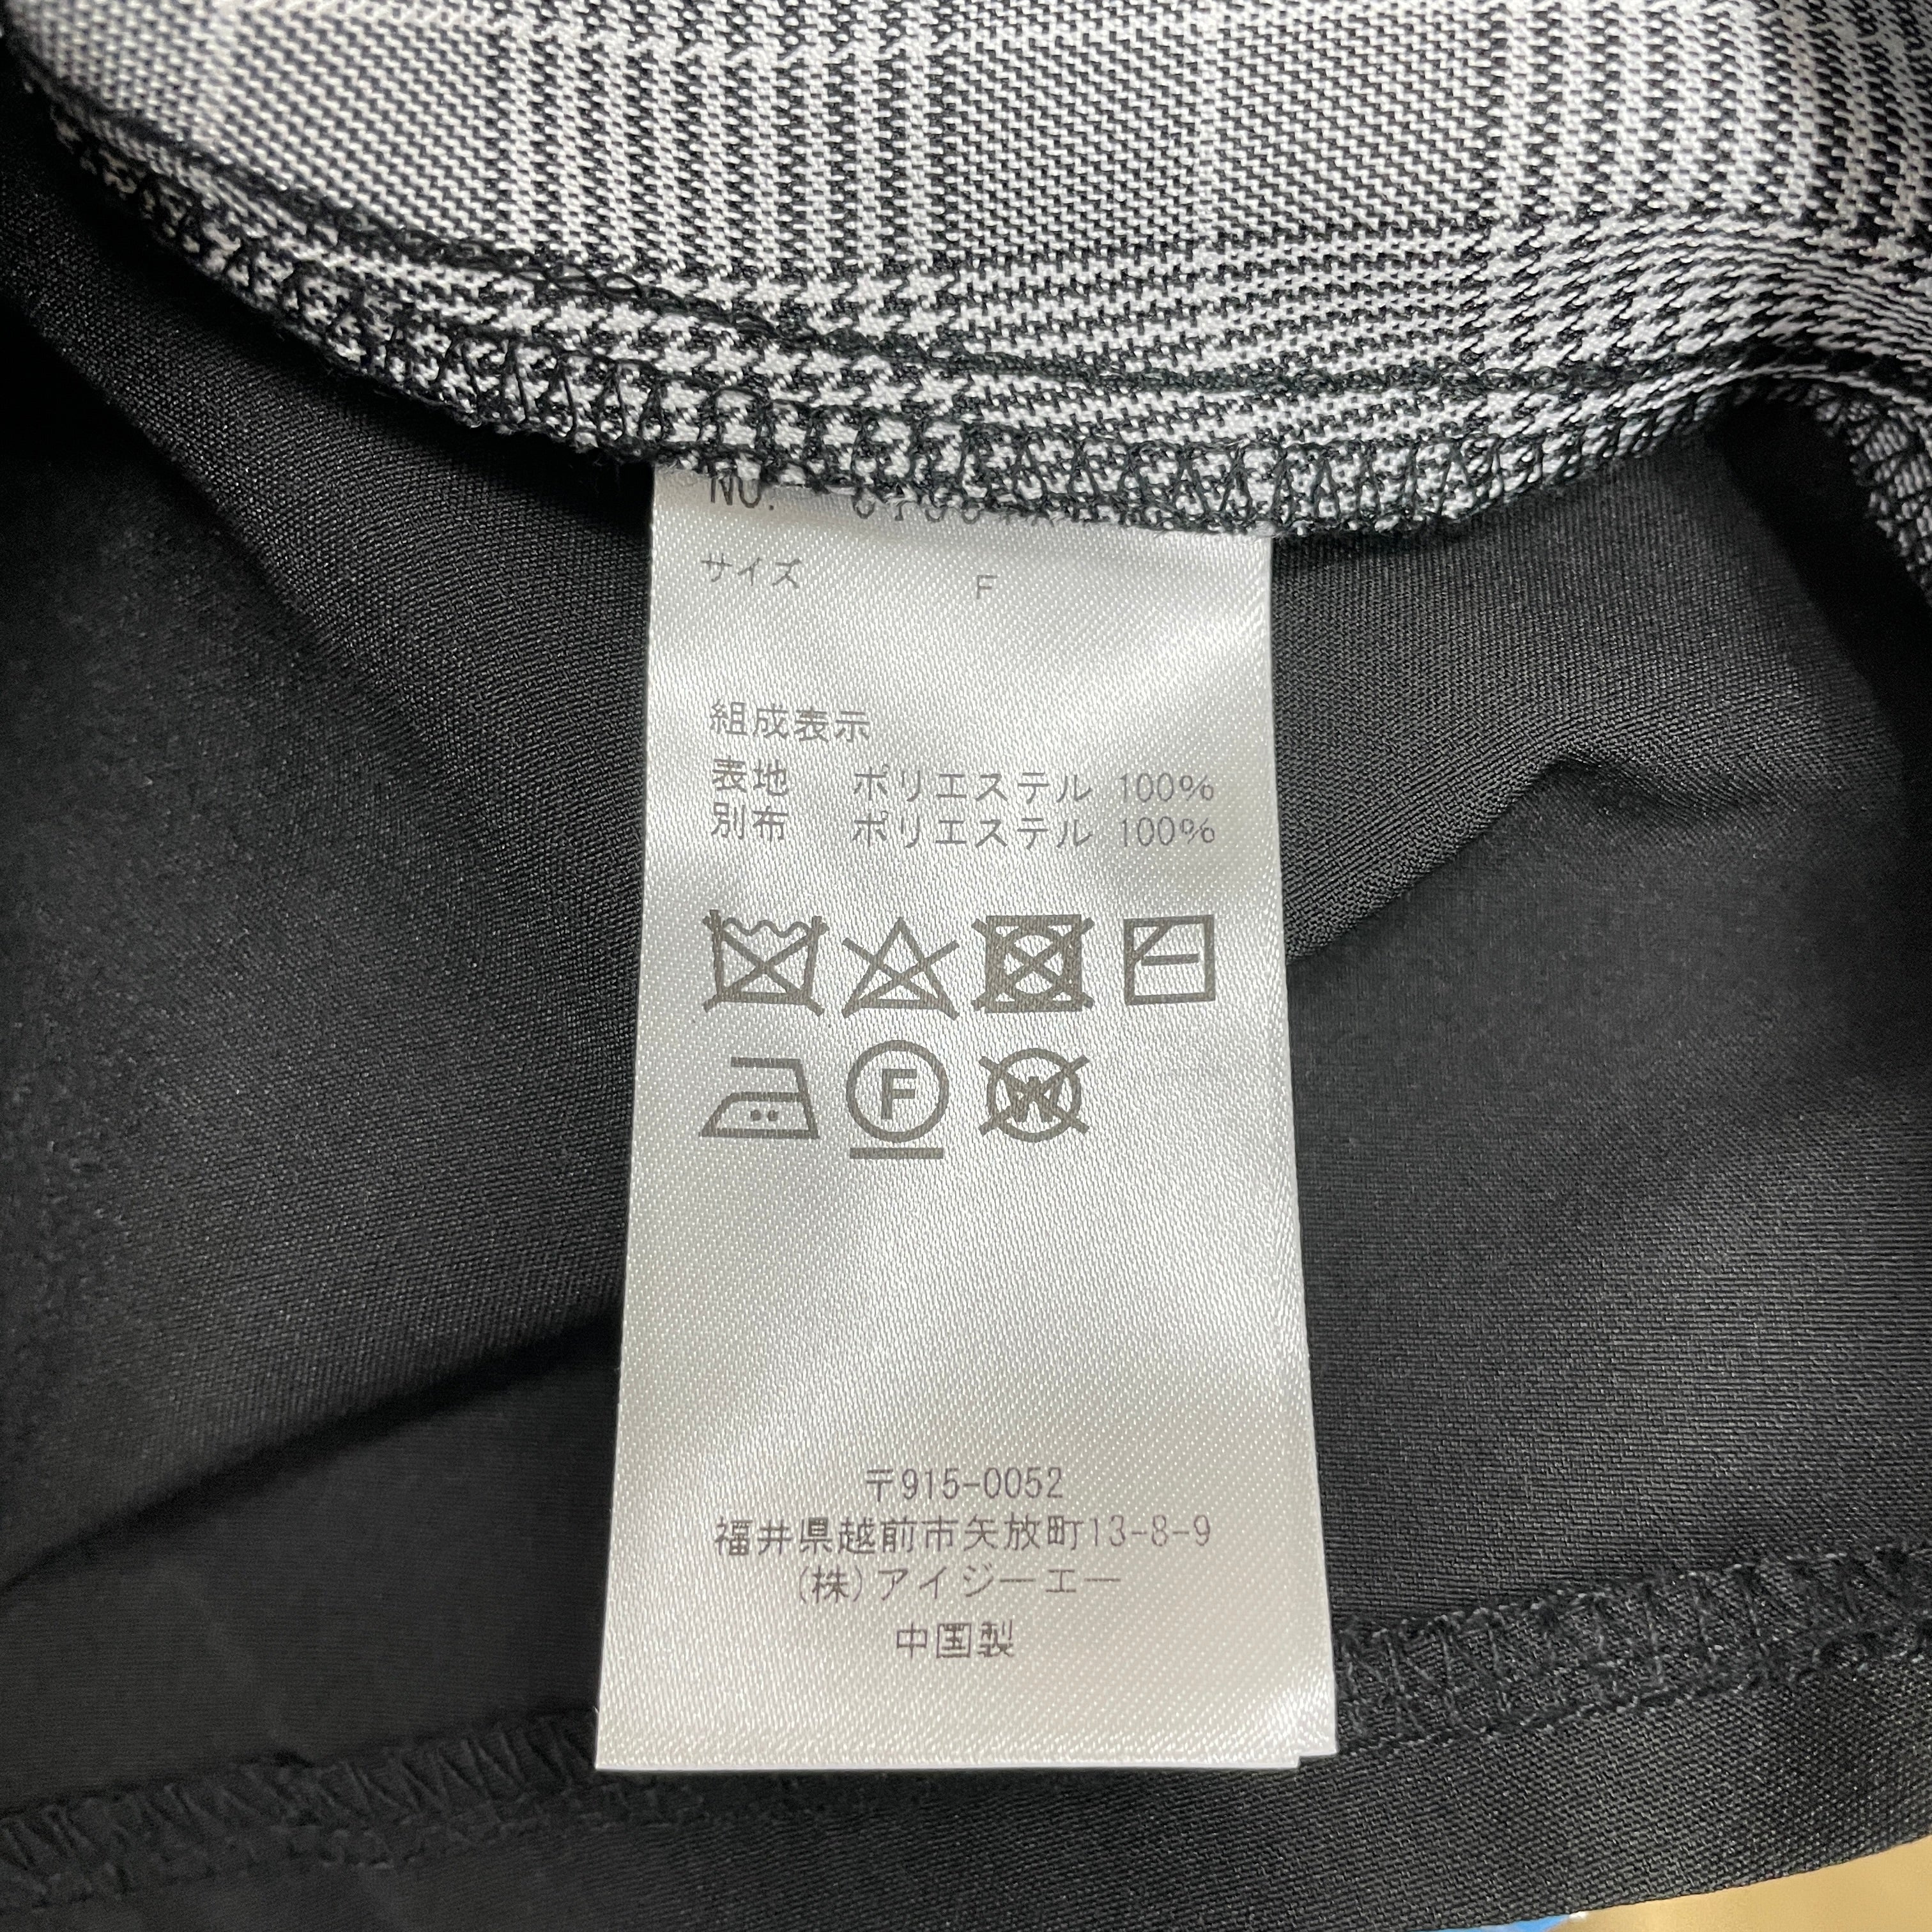 NO.
サイズ F
組成表示
表地 ポリエステル 100%
別布 ポリエステル 100%
F
W
〒915-0052
福井県越前市矢放町13-8-9
(株)アイジーエー
中国製